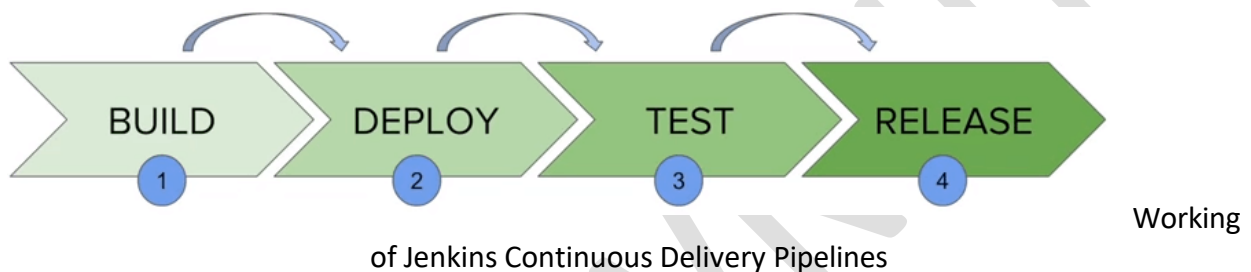 BUILD DEPLOY TEST RELEASE
1 2 3 4
Working
of Jenkins Continuous Delivery Pipelines